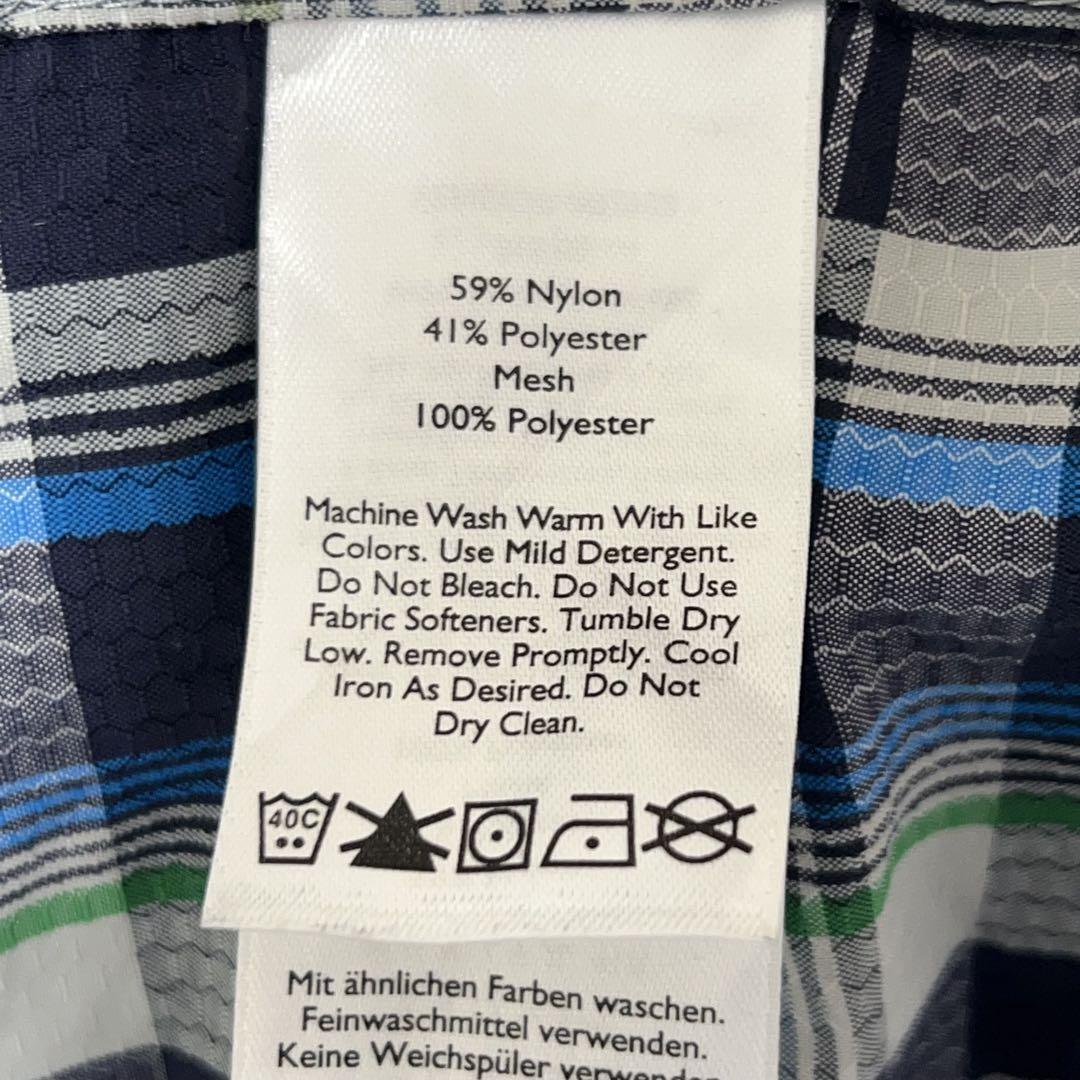 59% Nylon
41% Polyester
Mesh
100% Polyester
Machine Wash Warm With Like
Colors. Use Mild Detergent.
Do Not Bleach. Do Not Use
Fabric Softeners. Tumble Dry
Low. Remove Promptly. Cool
Iron As Desired. Do Not
Dry Clean.
40C
Mit ähnlichen Farben waschen.
Feinwaschmittel verwenden.
Keine Weichspüler